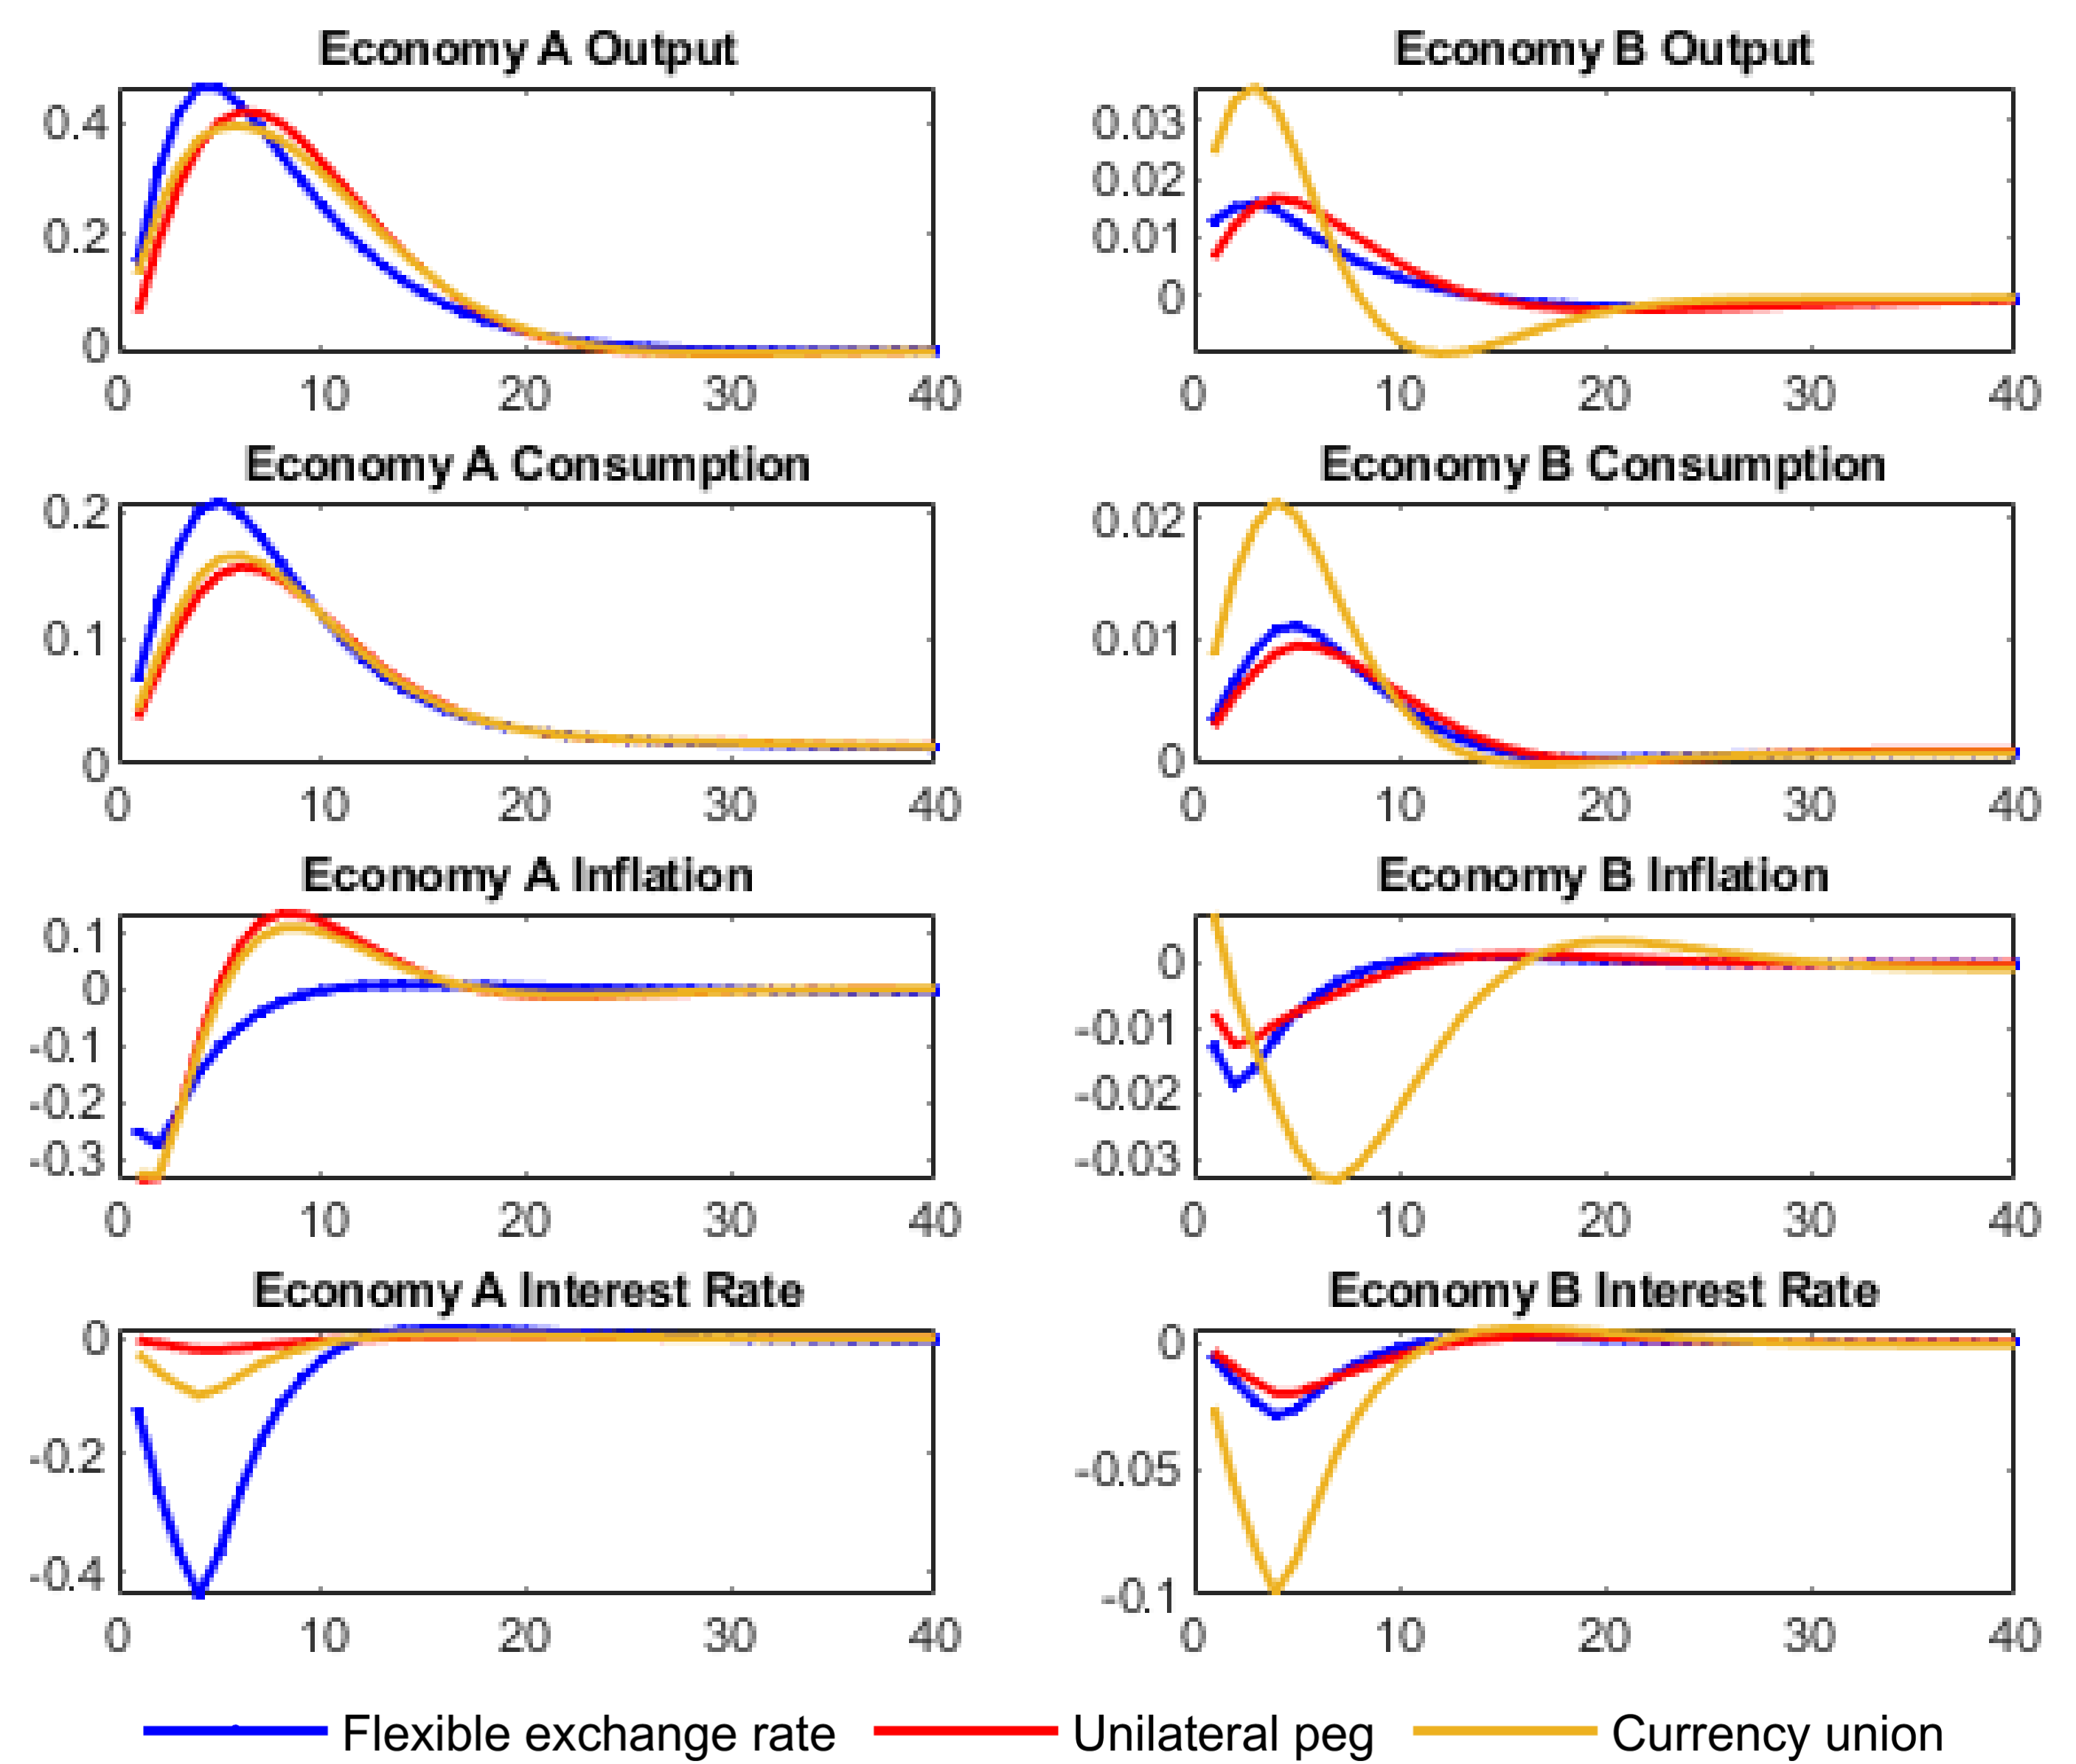 Economy A Output
Economy B Output
0.4
0.2
0
0 10 20 30 40
0.03
0.02
0.01
0
0 10 20 30 40
Economy A Consumption
Economy B Consumption
0.2
0.1
0
0 10 20 30 40
0.02
0.01
0
0 10 20 30 40
Economy A Inflation
Economy B Inflation
0.1
0
-0.1
-0.2
-0.3
0 10 20 30 40
0
-0.01
-0.02
-0.03
0 10 20 30 40
Economy A Interest Rate
Economy B Interest Rate
0
-0.2
-0.4
0 10 20 30 40
0
-0.05
-0.1
0 10 20 30 40
Flexible exchange rate Unilateral peg Currency union